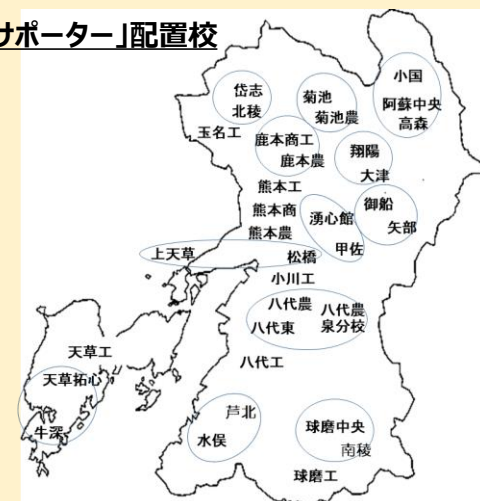 サポーター」配置校
小国
阿蘇中央
高森
岱志
北稜
菊池
菊池農
玉名工
鹿本商工
鹿本農
翔陽
大津
熊本工
熊本商
熊本農
湧心館
甲佐
御船
矢部
上天草
松橋
小川工
八代農
八代東
八代農
泉分校
八代工
天草工
天草拓心
牛深
芦北
水俣
球磨中央
南稜
球磨工